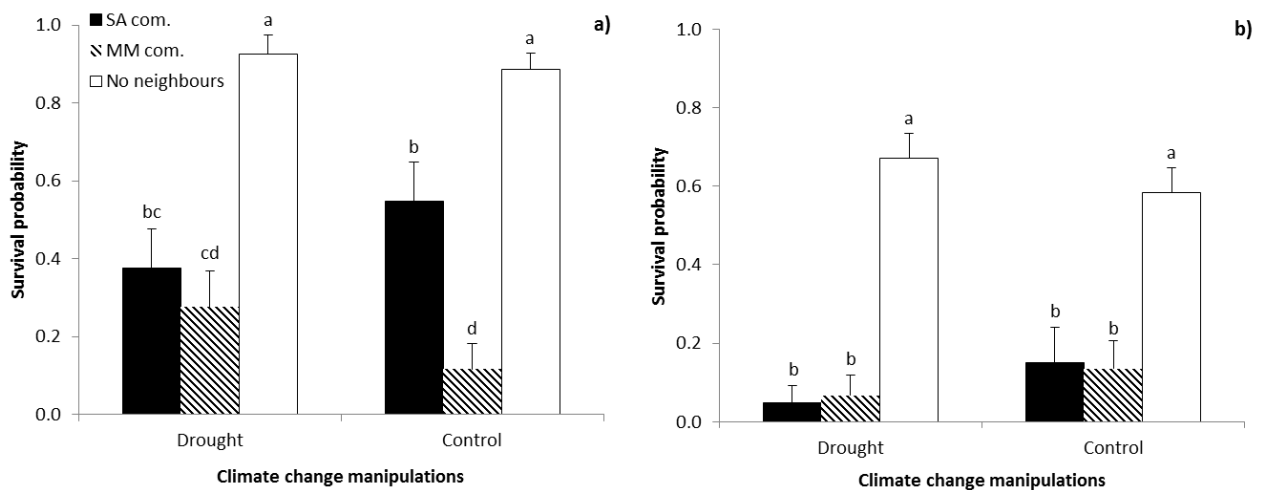 SA com.
MM com.
No neighbours
a)
1.0
0.8
0.6
0.4
0.2
0.0
Survival probability
bc
cd
a
b
d
a
Drought
Control
Climate change manipulations
b)
1.0
0.8
0.6
0.4
0.2
0.0
Survival probability
b
b
a
b
b
a
Drought
Control
Climate change manipulations